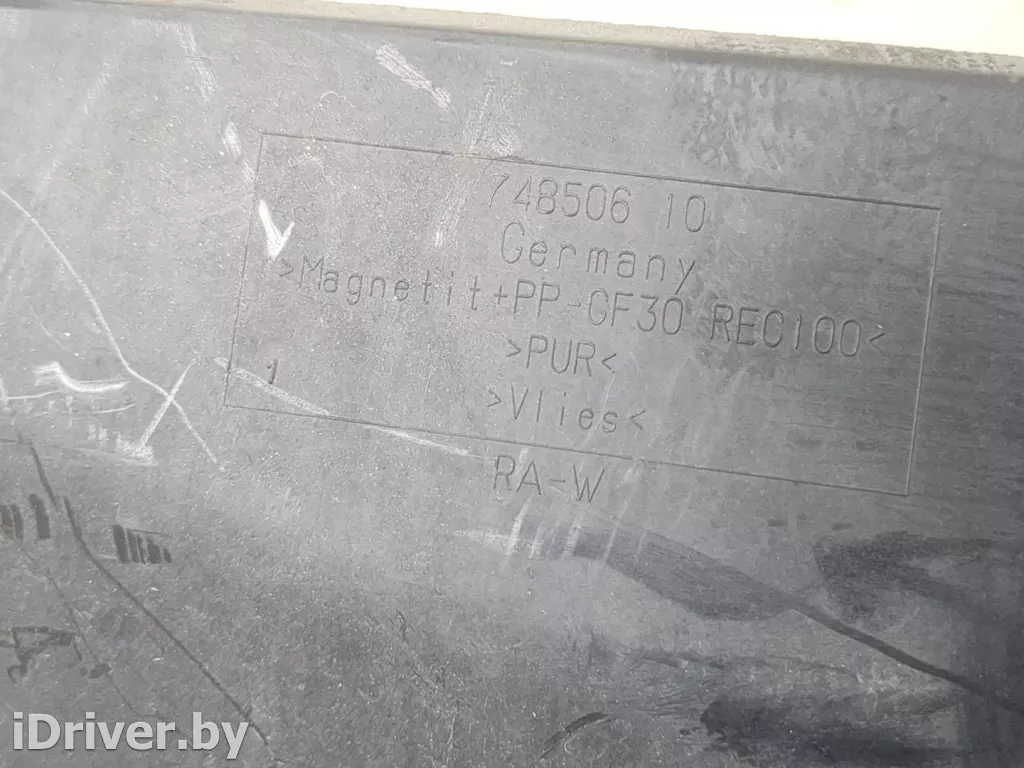 748506 10
Germany
>Magnetit+PP-GF30 REC100<
>PUR<
1
>Vlies<
RA-W
iDriver.by